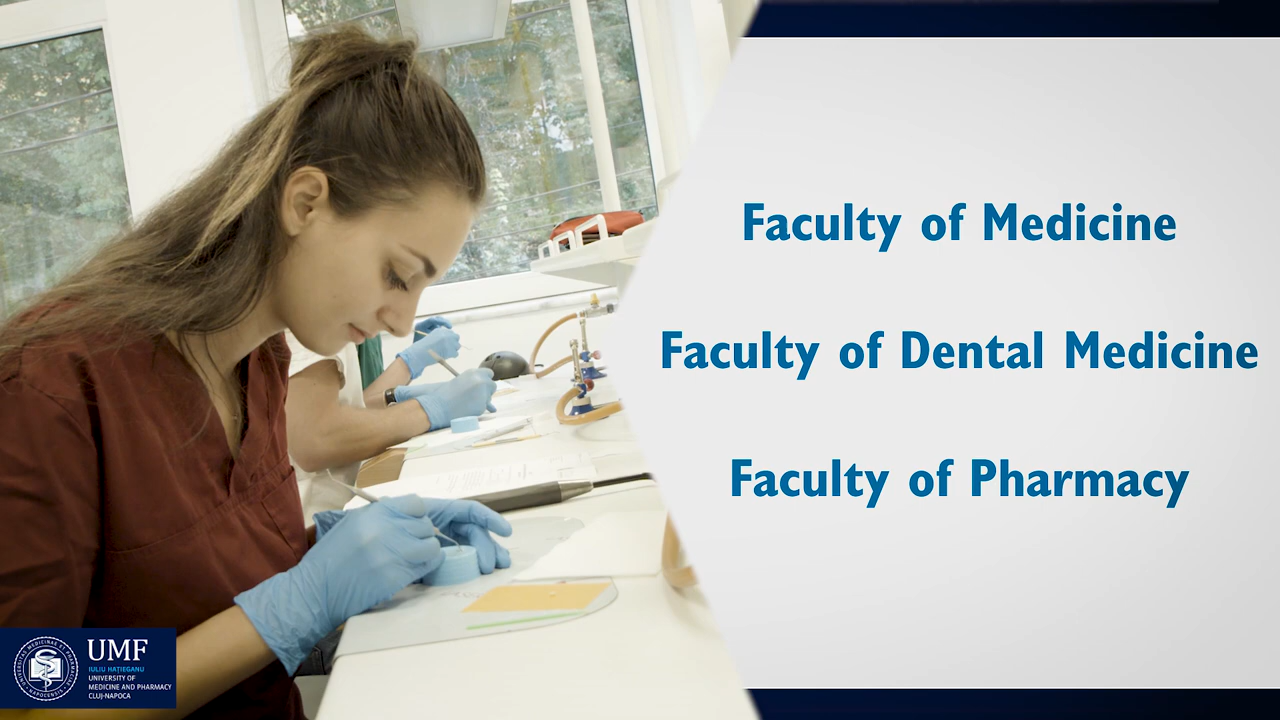 Faculty of Medicine
Faculty of Dental Medicine
Faculty of Pharmacy
UMF
IULIU HAȚIEGANU
UNIVERSITY OF
MEDICINE AND PHARMACY
CLUJ-NAPOCA